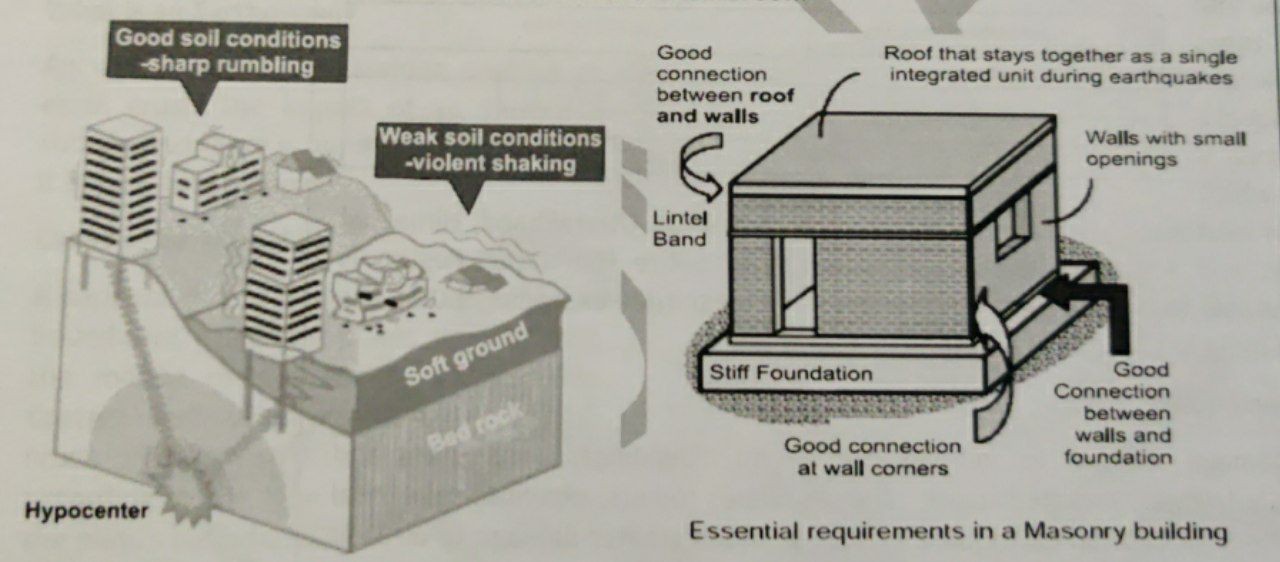 Good soil conditions
-sharp rumbling
Weak soil conditions
-violent shaking
Soft ground
Bed rock
Hypocenter
Good
connection
between roof
and walls
Roof that stays together as a single
integrated unit during earthquakes
Walls with small
openings
Lintel
Band
Stiff Foundation
Good connection
at wall corners
Good
Connection
between
walls and
foundation
Essential requirements in a Masonry building